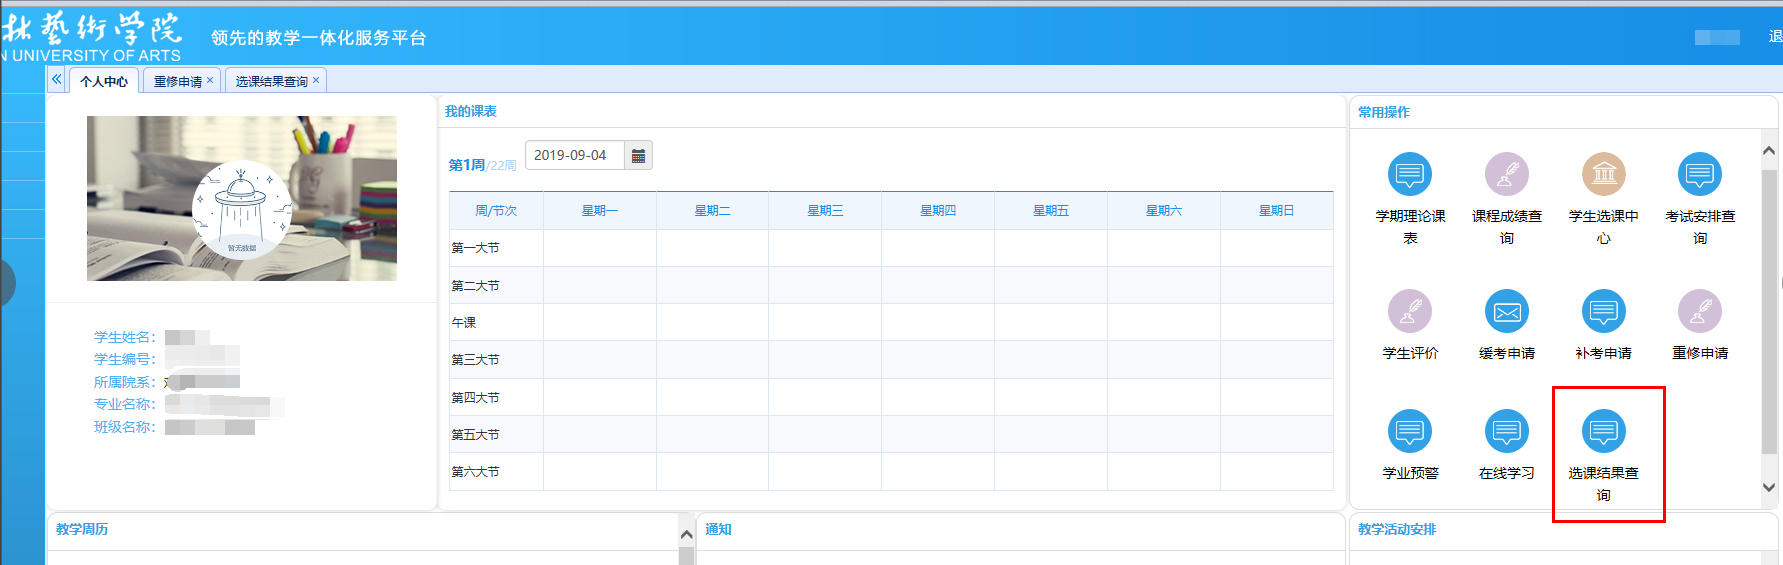 林藝術学院
N UNIVERSITY OF ARTS
领先的教学一体化服务平台
退
个人中心 重修申请 × 选课结果查询 ×
暂无数据
学生姓名：
学生编号：
所属院系：
专业名称：
班级名称：
我的课表
第1周/22周 2019-09-04
周/节次 星期一 星期二 星期三 星期四 星期五 星期六 星期日
第一大节
第二大节
午课
第三大节
第四大节
第五大节
第六大节
常用操作
学期理论课表
课程成绩查询
学生选课中心
考试安排查询
学生评价
缓考申请
补考申请
重修申请
学业预警
在线学习
选课结果查询
教学周历
通知
教学活动安排